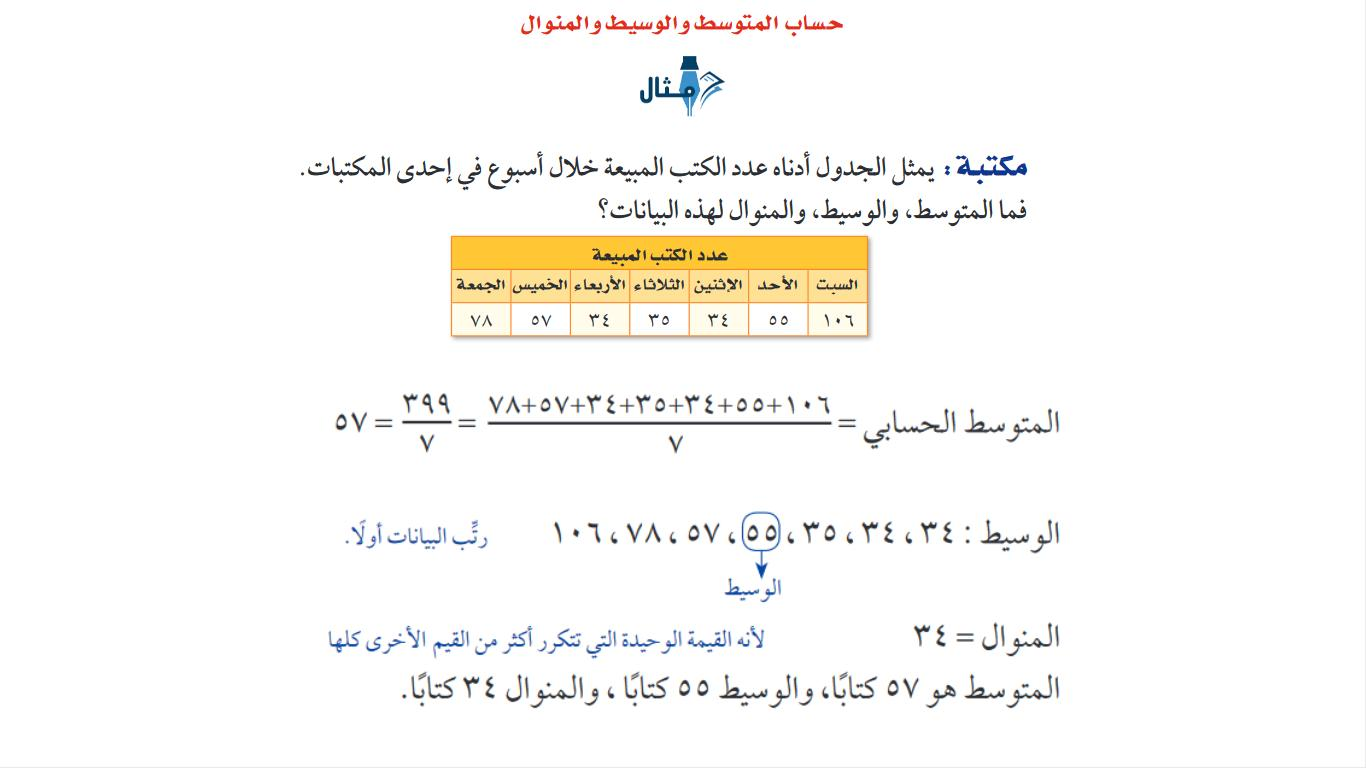 حساب المتوسط والوسيط والمنوال
مثال
مكتبة : يمثل الجدول أدناه عدد الكتب المبيعة خلال أسبوع في إحدى المكتبات.
فما المتوسط، والوسيط، والمنوال لهذه البيانات؟
عدد الكتب المبيعة
السبت الأحد الإثنين الثلاثاء الأربعاء الخميس الجمعة
١٠٦ ٥٥ ٣٤ ٣٥ ٣٤ ٥٧ ٧٨
المتوسط الحسابي = ١٠٦+٥٥+٣٤+٣٥+٣٤+٥٧+٧٨ / ٧ = ٣٩٩ / ٧ = ٥٧
الوسيط : ٣٤ ، ٣٤ ، ٣٥ ، ٥٥ ، ٥٧ ، ٧٨ ، ١٠٦ رتِّب البيانات أولًا.
الوسيط
المنوال = ٣٤ لأنه القيمة الوحيدة التي تتكرر أكثر من القيم الأخرى كلها
المتوسط هو ٥٧ كتابًا، والوسيط ٥٥ كتابًا ، والمنوال ٣٤ كتابًا.